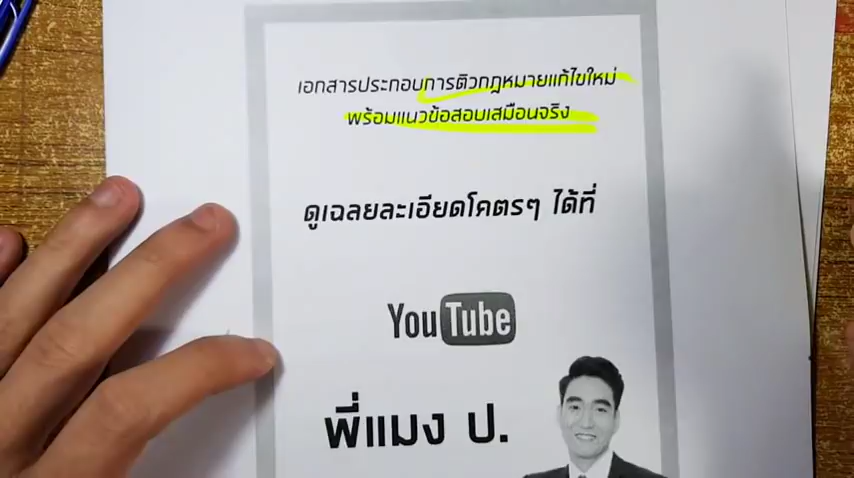 เอกสารประกอบการติวกฎหมายแก้ไขใหม่
พร้อมแนวข้อสอบเสมือนจริง
ดูเฉลยละเอียดโคตรๆ ได้ที่
YouTube
พี่แมง ป.